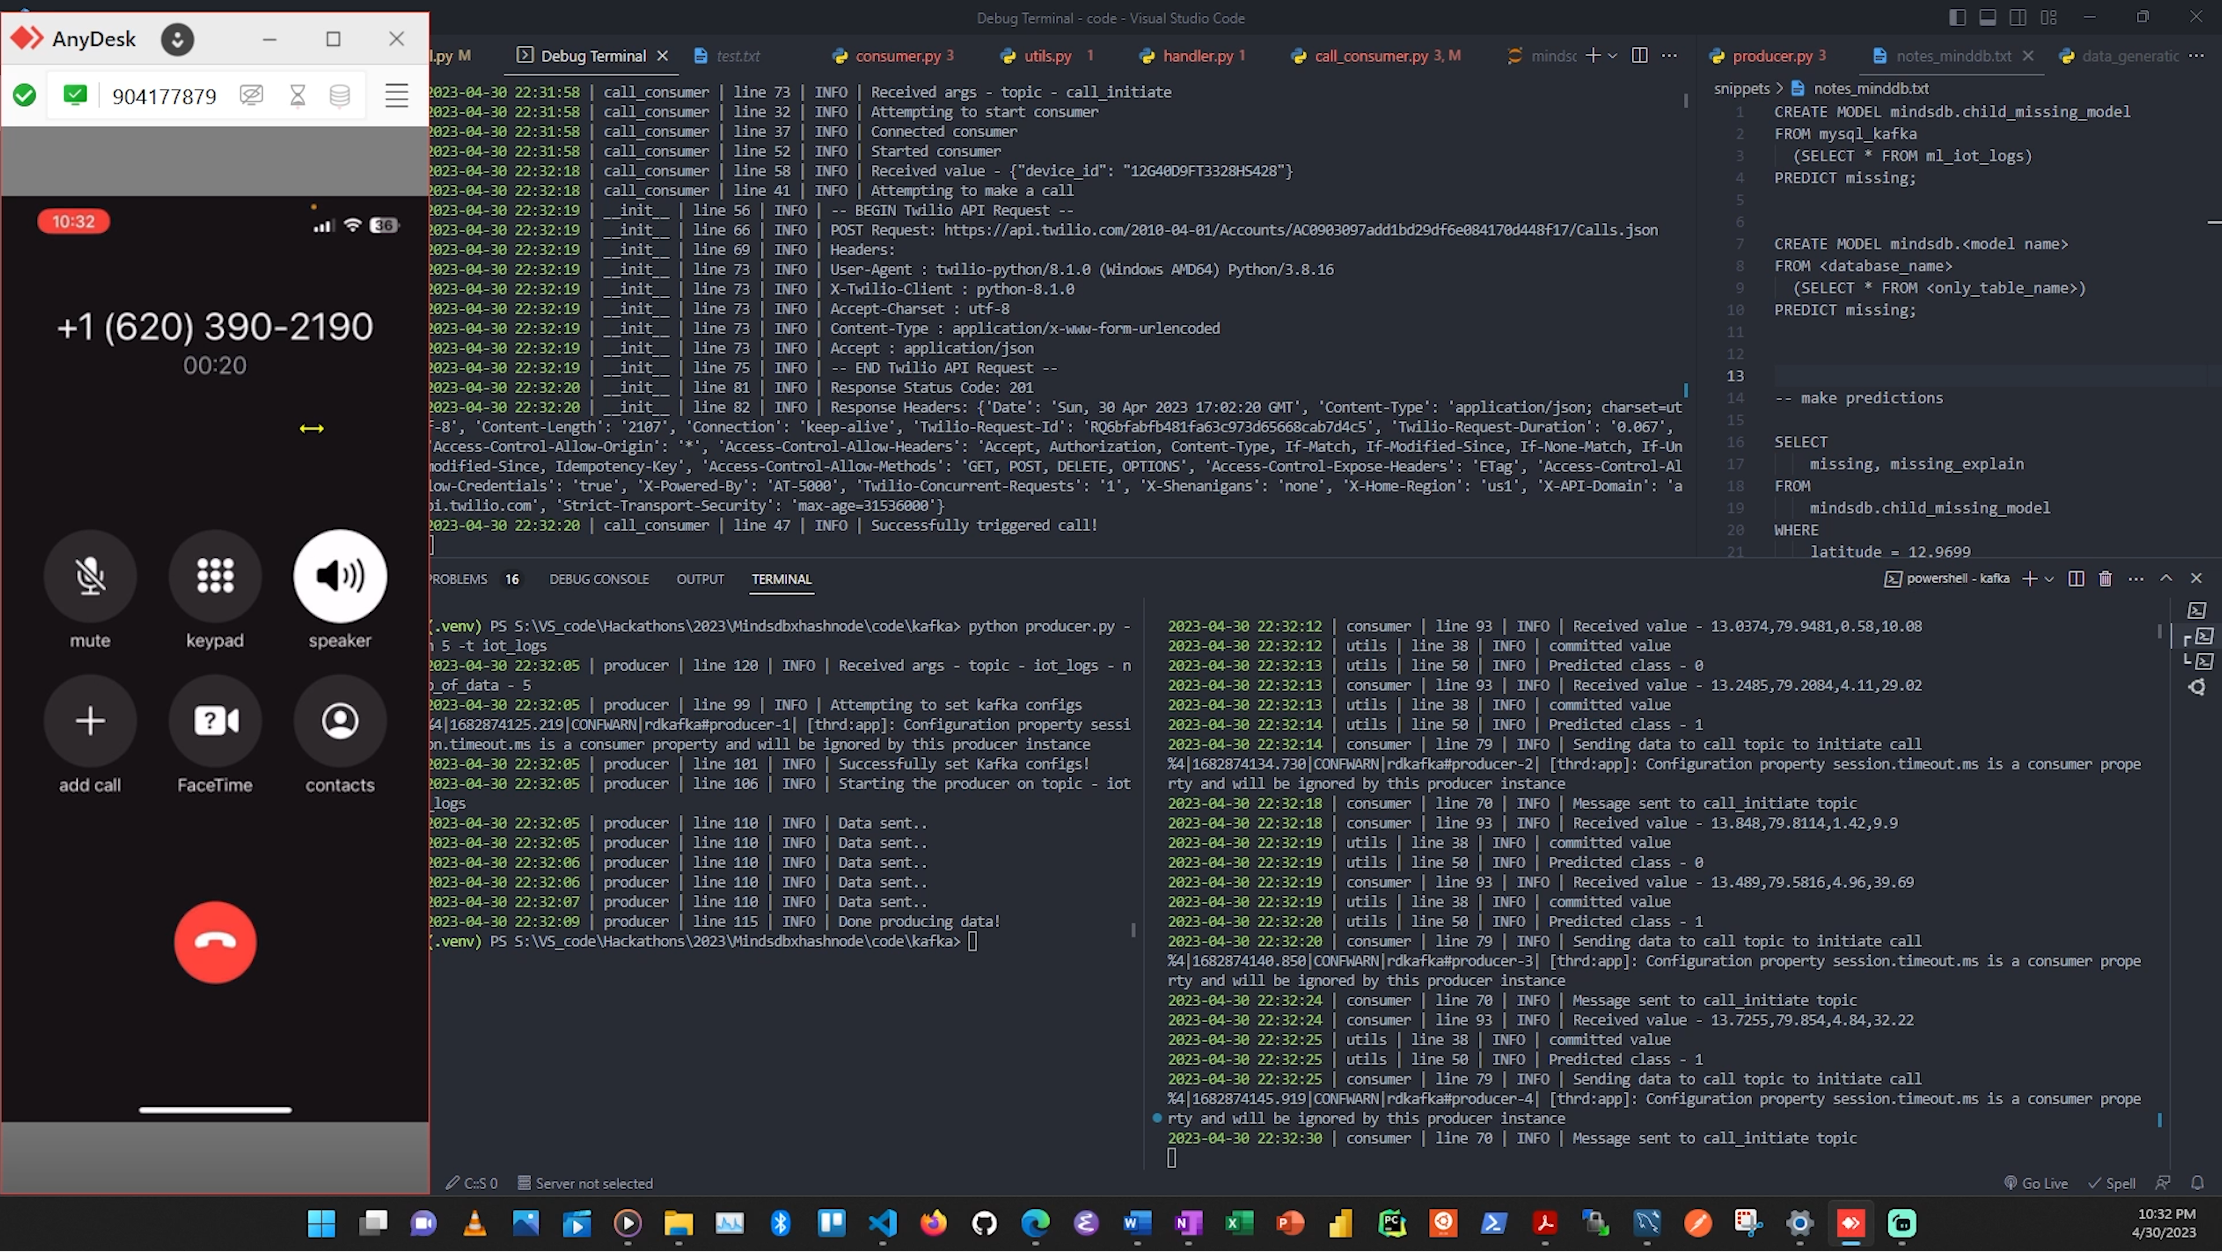 Debug Terminal - code - Visual Studio Code
AnyDesk
904177879
10:32
36
+1 (620) 390-2190
00:20
mute
keypad
speaker
add call
FaceTime
contacts
l.py M
Debug Terminal
test.txt
consumer.py 3
utils.py 1
handler.py 1
call_consumer.py 3, M
mindsc
2023-04-30 22:31:58 | call_consumer | line 73 | INFO | Received args - topic - call_initiate
2023-04-30 22:31:58 | call_consumer | line 32 | INFO | Attempting to start consumer
2023-04-30 22:31:58 | call_consumer | line 37 | INFO | Connected consumer
2023-04-30 22:31:58 | call_consumer | line 52 | INFO | Started consumer
2023-04-30 22:32:18 | call_consumer | line 58 | INFO | Received value - {"device_id": "12G40D9FT3328HS428"}
2023-04-30 22:32:18 | call_consumer | line 41 | INFO | Attempting to make a call
2023-04-30 22:32:19 | __init__ | line 56 | INFO | -- BEGIN Twilio API Request --
2023-04-30 22:32:19 | __init__ | line 66 | INFO | POST Request: https://api.twilio.com/2010-04-01/Accounts/AC0903097add1bd29df6e084170d448f17/Calls.json
2023-04-30 22:32:19 | __init__ | line 69 | INFO | Headers:
2023-04-30 22:32:19 | __init__ | line 73 | INFO | User-Agent : twilio-python/8.1.0 (Windows AMD64) Python/3.8.16
2023-04-30 22:32:19 | __init__ | line 73 | INFO | X-Twilio-Client : python-8.1.0
2023-04-30 22:32:19 | __init__ | line 73 | INFO | Accept-Charset : utf-8
2023-04-30 22:32:19 | __init__ | line 73 | INFO | Content-Type : application/x-www-form-urlencoded
2023-04-30 22:32:19 | __init__ | line 73 | INFO | Accept : application/json
2023-04-30 22:32:19 | __init__ | line 75 | INFO | -- END Twilio API Request --
2023-04-30 22:32:20 | __init__ | line 81 | INFO | Response Status Code: 201
2023-04-30 22:32:20 | __init__ | line 82 | INFO | Response Headers: {'Date': 'Sun, 30 Apr 2023 17:02:20 GMT', 'Content-Type': 'application/json; charset=ut
f-8', 'Content-Length': '2107', 'Connection': 'keep-alive', 'Twilio-Request-Id': 'RQ6bfabfb481fa63c973d65668cab7d4c5', 'Twilio-Request-Duration': '0.067',
'Access-Control-Allow-Origin': '*', 'Access-Control-Allow-Headers': 'Accept, Authorization, Content-Type, If-Match, If-Modified-Since, If-None-Match, If-Un
modified-Since, Idempotency-Key', 'Access-Control-Allow-Methods': 'GET, POST, DELETE, OPTIONS', 'Access-Control-Expose-Headers': 'ETag', 'Access-Control-Al
low-Credentials': 'true', 'X-Powered-By': 'AT-5000', 'Twilio-Concurrent-Requests': '1', 'X-Shenanigans': 'none', 'X-Home-Region': 'us1', 'X-API-Domain': 'a
pi.twilio.com', 'Strict-Transport-Security': 'max-age=31536000'}
2023-04-30 22:32:20 | call_consumer | line 47 | INFO | Successfully triggered call!
producer.py 3
notes_minddb.txt
data_generatic
snippets > notes_minddb.txt
1 CREATE MODEL mindsdb.child_missing_model
2 FROM mysql_kafka
3 (SELECT * FROM ml_iot_logs)
4 PREDICT missing;
5
6
7 CREATE MODEL mindsdb.<model name>
8 FROM <database_name>
9 (SELECT * FROM <only_table_name>)
10 PREDICT missing;
11
12
13
14 -- make predictions
15
16 SELECT
17 missing, missing_explain
18 FROM
19 mindsdb.child_missing_model
20 WHERE
21 latitude = 12.9699
PROBLEMS 16
DEBUG CONSOLE
OUTPUT
TERMINAL
powershell - kafka
(.venv) PS S:\VS_code\Hackathons\2023\Mindsdbxhashnode\code\kafka> python producer.py -
n 5 -t iot_logs
2023-04-30 22:32:05 | producer | line 120 | INFO | Received args - topic - iot_logs - n
o_of_data - 5
2023-04-30 22:32:05 | producer | line 99 | INFO | Attempting to set kafka configs
%4|1682874125.219|CONFWARN|rdkafka#producer-1| [thrd:app]: Configuration property sessi
on.timeout.ms is a consumer property and will be ignored by this producer instance
2023-04-30 22:32:05 | producer | line 101 | INFO | Successfully set Kafka configs!
2023-04-30 22:32:05 | producer | line 106 | INFO | Starting the producer on topic - iot
_logs
2023-04-30 22:32:05 | producer | line 110 | INFO | Data sent..
2023-04-30 22:32:05 | producer | line 110 | INFO | Data sent..
2023-04-30 22:32:06 | producer | line 110 | INFO | Data sent..
2023-04-30 22:32:06 | producer | line 110 | INFO | Data sent..
2023-04-30 22:32:07 | producer | line 110 | INFO | Data sent..
2023-04-30 22:32:09 | producer | line 115 | INFO | Done producing data!
(.venv) PS S:\VS_code\Hackathons\2023\Mindsdbxhashnode\code\kafka>
2023-04-30 22:32:12 | consumer | line 93 | INFO | Received value - 13.0374,79.9481,0.58,10.08
2023-04-30 22:32:12 | utils | line 38 | INFO | committed value
2023-04-30 22:32:13 | utils | line 50 | INFO | Predicted class - 0
2023-04-30 22:32:13 | consumer | line 93 | INFO | Received value - 13.2485,79.2084,4.11,29.02
2023-04-30 22:32:13 | utils | line 38 | INFO | committed value
2023-04-30 22:32:14 | utils | line 50 | INFO | Predicted class - 1
2023-04-30 22:32:14 | consumer | line 79 | INFO | Sending data to call topic to initiate call
%4|1682874134.730|CONFWARN|rdkafka#producer-2| [thrd:app]: Configuration property session.timeout.ms is a consumer prope
rty and will be ignored by this producer instance
2023-04-30 22:32:18 | consumer | line 70 | INFO | Message sent to call_initiate topic
2023-04-30 22:32:18 | consumer | line 93 | INFO | Received value - 13.848,79.8114,1.42,9.9
2023-04-30 22:32:19 | utils | line 38 | INFO | committed value
2023-04-30 22:32:19 | utils | line 50 | INFO | Predicted class - 0
2023-04-30 22:32:19 | consumer | line 93 | INFO | Received value - 13.489,79.5816,4.96,39.69
2023-04-30 22:32:19 | utils | line 38 | INFO | committed value
2023-04-30 22:32:20 | utils | line 50 | INFO | Predicted class - 1
2023-04-30 22:32:20 | consumer | line 79 | INFO | Sending data to call topic to initiate call
%4|1682874140.850|CONFWARN|rdkafka#producer-3| [thrd:app]: Configuration property session.timeout.ms is a consumer prope
rty and will be ignored by this producer instance
2023-04-30 22:32:24 | consumer | line 70 | INFO | Message sent to call_initiate topic
2023-04-30 22:32:24 | consumer | line 93 | INFO | Received value - 13.7255,79.854,4.84,32.22
2023-04-30 22:32:25 | utils | line 38 | INFO | committed value
2023-04-30 22:32:25 | utils | line 50 | INFO | Predicted class - 1
2023-04-30 22:32:25 | consumer | line 79 | INFO | Sending data to call topic to initiate call
%4|1682874145.919|CONFWARN|rdkafka#producer-4| [thrd:app]: Configuration property session.timeout.ms is a consumer prope
rty and will be ignored by this producer instance
2023-04-30 22:32:30 | consumer | line 70 | INFO | Message sent to call_initiate topic
C::S 0
Server not selected
Go Live
Spell
10:32 PM
4/30/2023